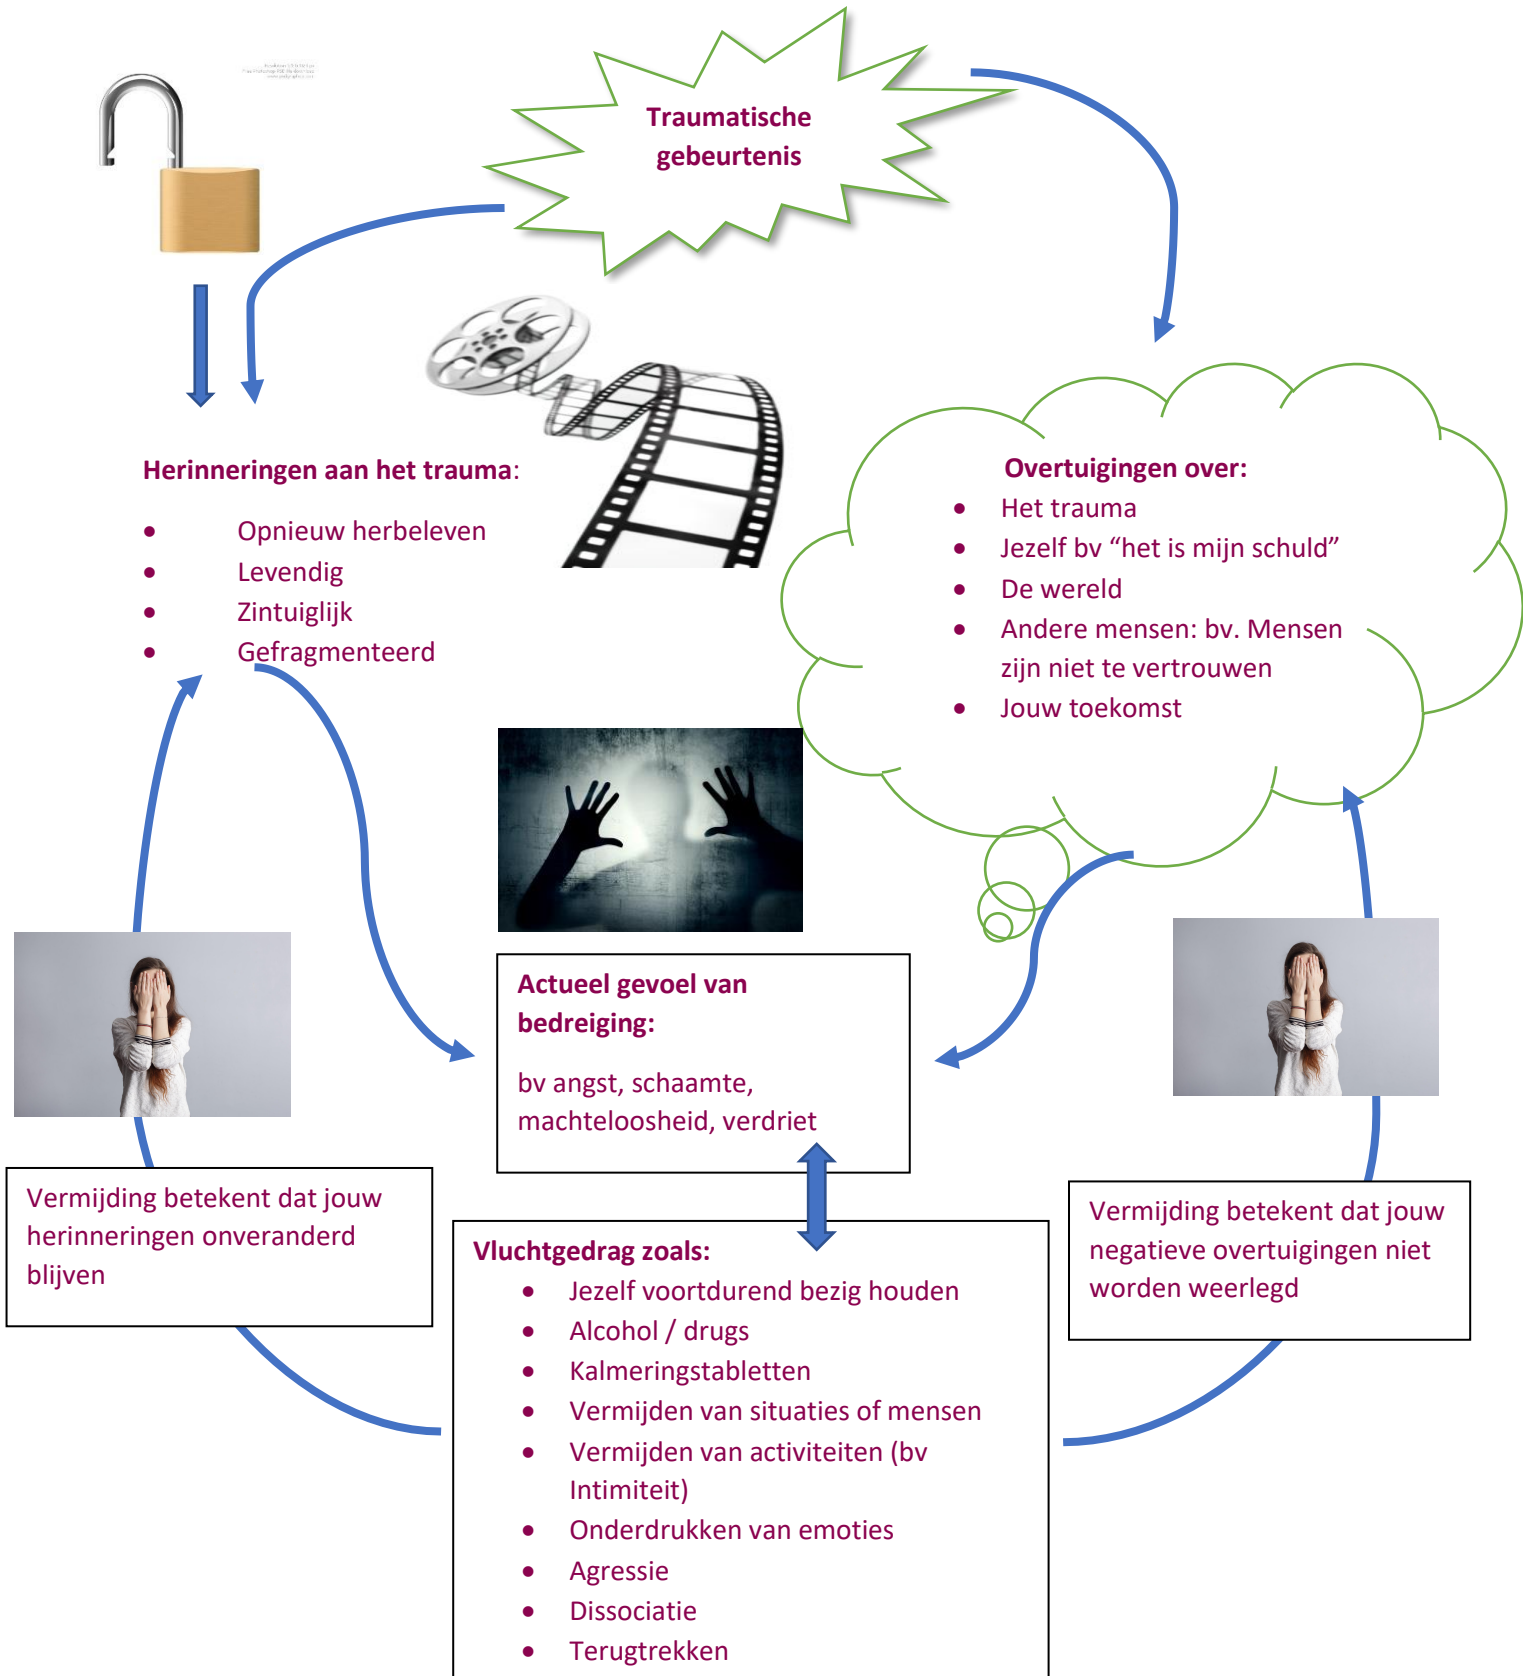 Traumatische
gebeurtenis
Herinneringen aan het trauma:
• Opnieuw herbeleven
• Levendig
• Zintuiglijk
• Gefragmenteerd
Overtuigingen over:
• Het trauma
• Jezelf bv “het is mijn schuld”
• De wereld
• Andere mensen: bv. Mensen
zijn niet te vertrouwen
• Jouw toekomst
Actueel gevoel van
bedreiging:
bv angst, schaamte,
machteloosheid, verdriet
Vermijding betekent dat jouw
herinneringen onveranderd
blijven
Vermijding betekent dat jouw
negatieve overtuigingen niet
worden weerlegd
Vluchtgedrag zoals:
• Jezelf voortdurend bezig houden
• Alcohol / drugs
• Kalmeringstabletten
• Vermijden van situaties of mensen
• Vermijden van activiteiten (bv
Intimiteit)
• Onderdrukken van emoties
• Agressie
• Dissociatie
• Terugtrekken